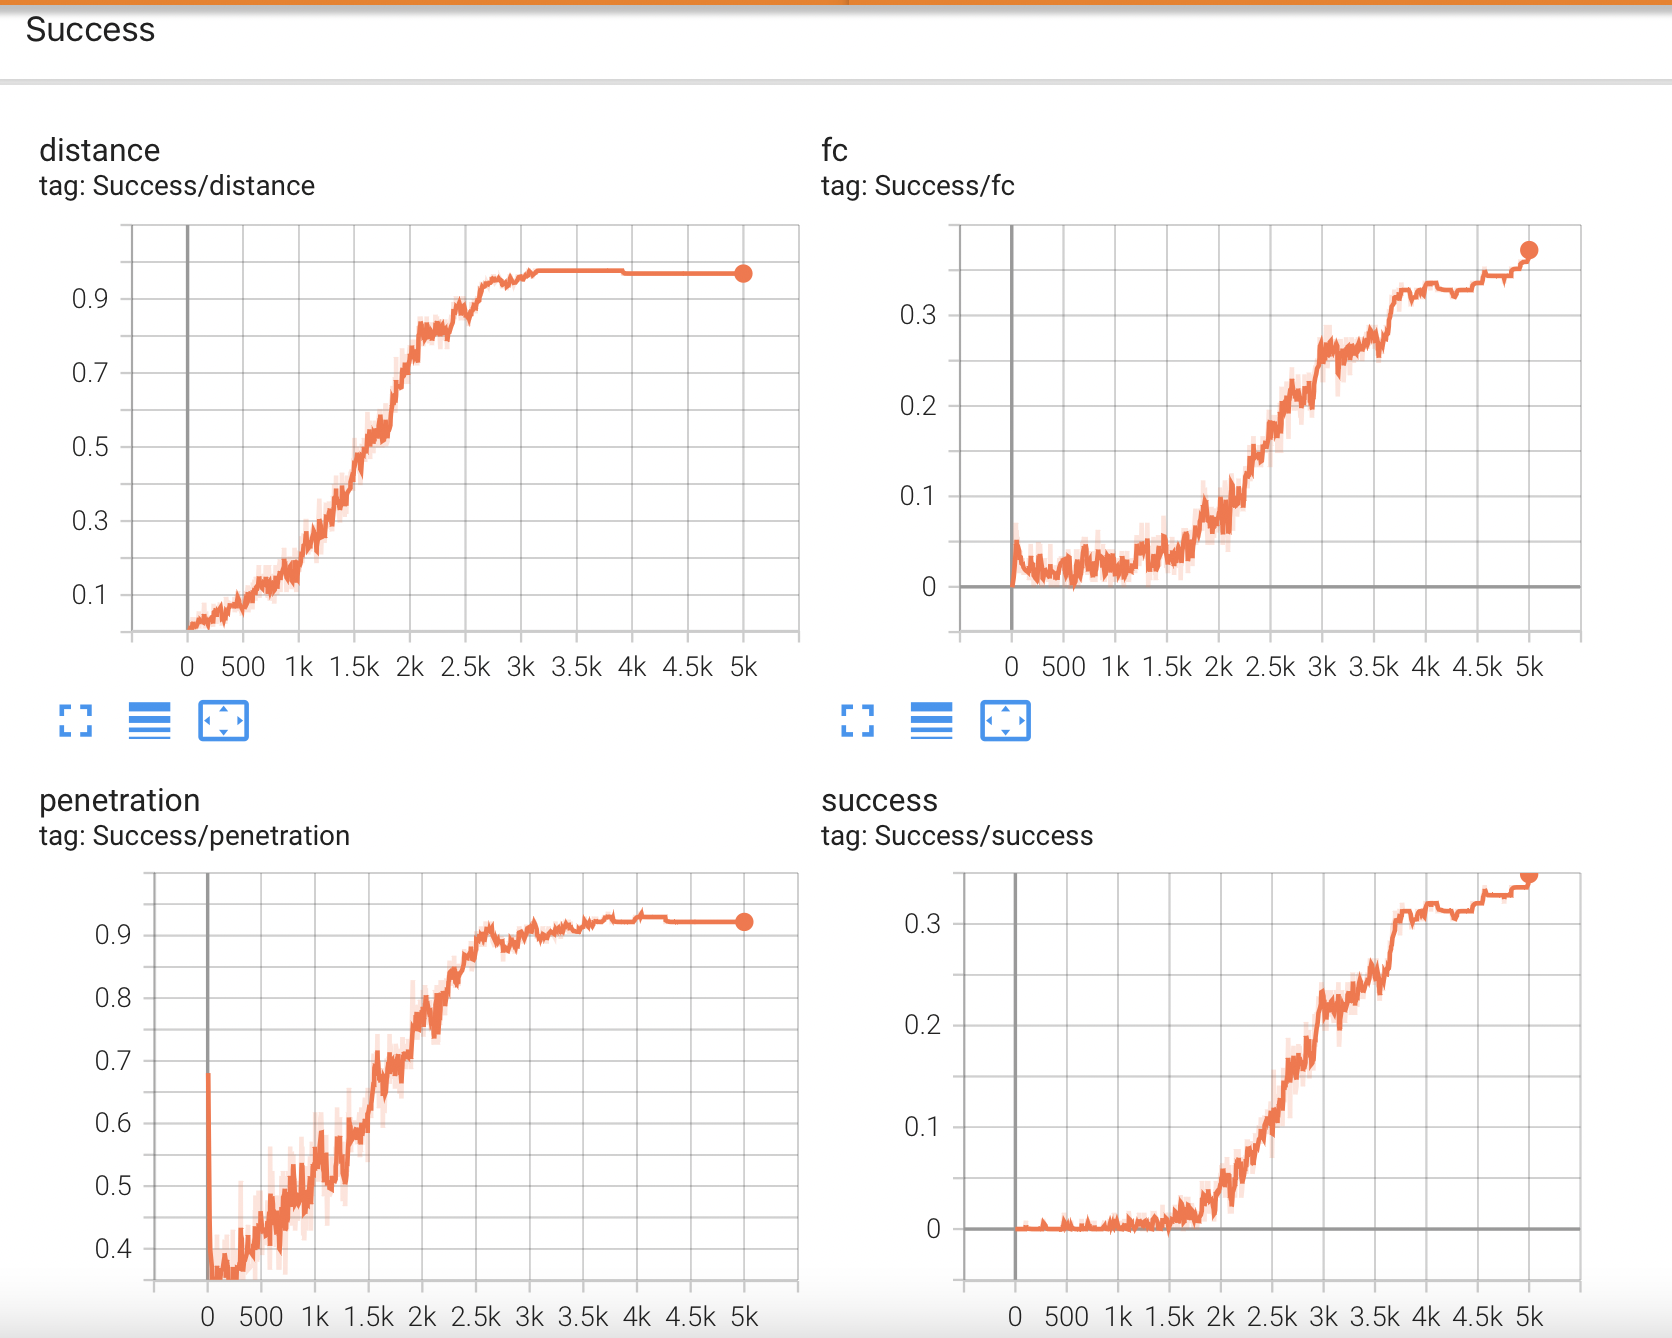 Success
distance
tag: Success/distance
0.9
0.7
0.5
0.3
0.1
0 500 1k 1.5k 2k 2.5k 3k 3.5k 4k 4.5k 5k
fc
tag: Success/fc
0.3
0.2
0.1
0
0 500 1k 1.5k 2k 2.5k 3k 3.5k 4k 4.5k 5k
penetration
tag: Success/penetration
0.9
0.8
0.7
0.6
0.5
0.4
0 500 1k 1.5k 2k 2.5k 3k 3.5k 4k 4.5k 5k
success
tag: Success/success
0.3
0.2
0.1
0
0 500 1k 1.5k 2k 2.5k 3k 3.5k 4k 4.5k 5k